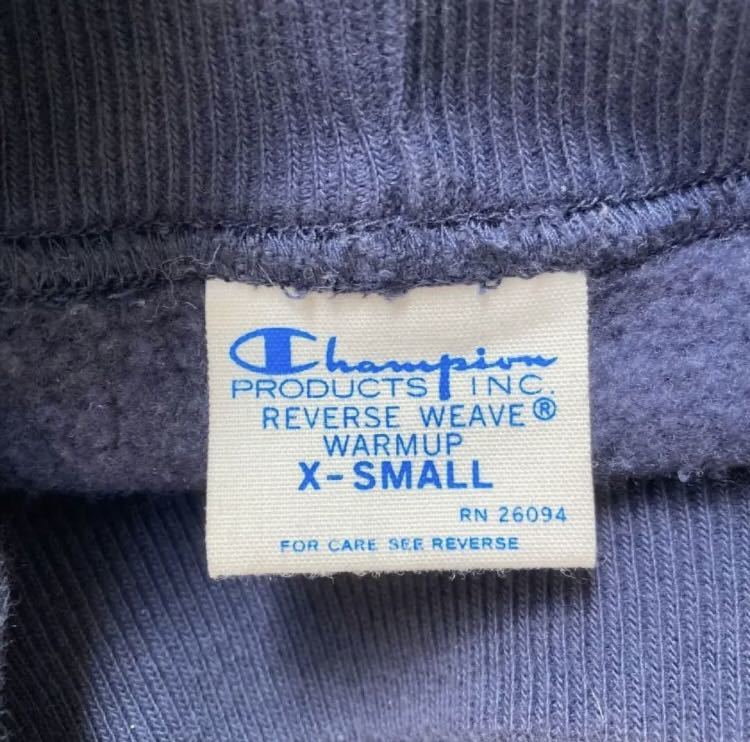 Champion
PRODUCTS INC.
REVERSE WEAVE®
WARMUP
X-SMALL
RN 26094
FOR CARE SEE REVERSE